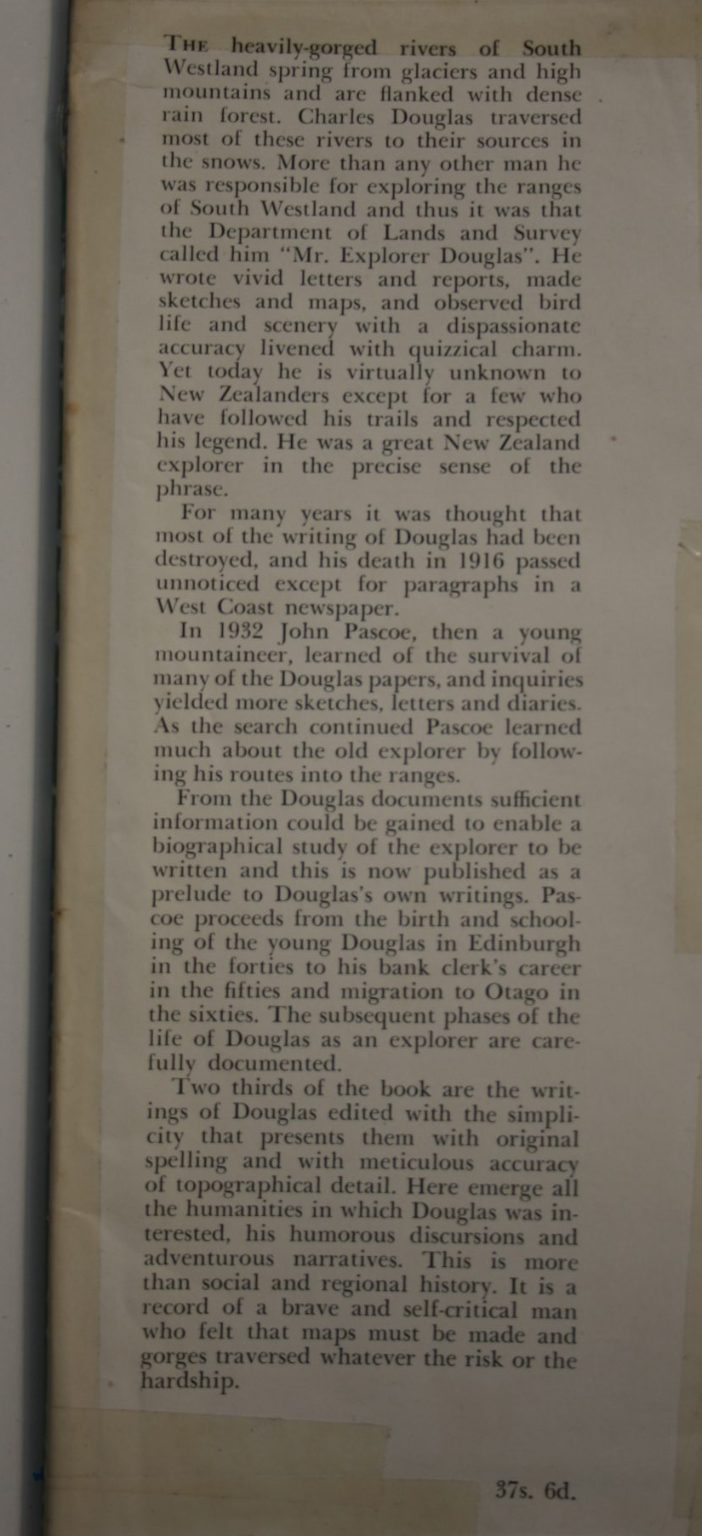 THE heavily-gorged rivers of South
Westland spring from glaciers and high
mountains and are flanked with dense
rain forest. Charles Douglas traversed
most of these rivers to their sources in
the snows. More than any other man he
was responsible for exploring the ranges
of South Westland and thus it was that
the Department of Lands and Survey
called him "Mr. Explorer Douglas". He
wrote vivid letters and reports, made
sketches and maps, and observed bird
life and scenery with a dispassionate
accuracy livened with quizzical charm.
Yet today he is virtually unknown to
New Zealanders except for a few who
have followed his trails and respected
his legend. He was a great New Zealand
explorer in the precise sense of the
phrase.
For many years it was thought that
most of the writing of Douglas had been
destroyed, and his death in 1916 passed
unnoticed except for paragraphs in a
West Coast newspaper.
In 1932 John Pascoe, then a young
mountaineer, learned of the survival of
many of the Douglas papers, and inquiries
yielded more sketches, letters and diaries.
As the search continued Pascoe learned
much about the old explorer by follow-
ing his routes into the ranges.
From the Douglas documents sufficient
information could be gained to enable a
biographical study of the explorer to be
written and this is now published as a
prelude to Douglas's own writings. Pas-
coe proceeds from the birth and school-
ing of the young Douglas in Edinburgh
in the forties to his bank clerk's career
in the fifties and migration to Otago in
the sixties. The subsequent phases of the
life of Douglas as an explorer are care-
fully documented.
Two thirds of the book are the writ-
ings of Douglas edited with the simpli-
city that presents them with original
spelling and with meticulous accuracy
of topographical detail. Here emerge all
the humanities in which Douglas was in-
terested, his humorous discursions and
adventurous narratives. This is more
than social and regional history. It is a
record of a brave and self-critical man
who felt that maps must be made and
gorges traversed whatever the risk or the
hardship.
37s. 6d.